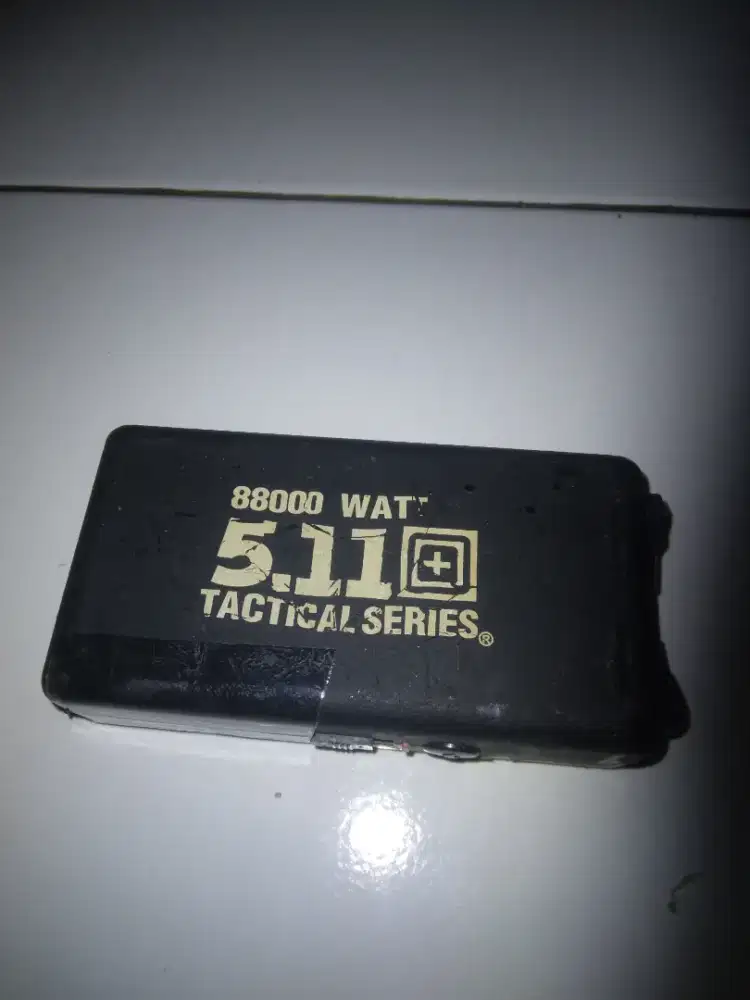 88000 WATT
5.11
TACTICAL SERIES®